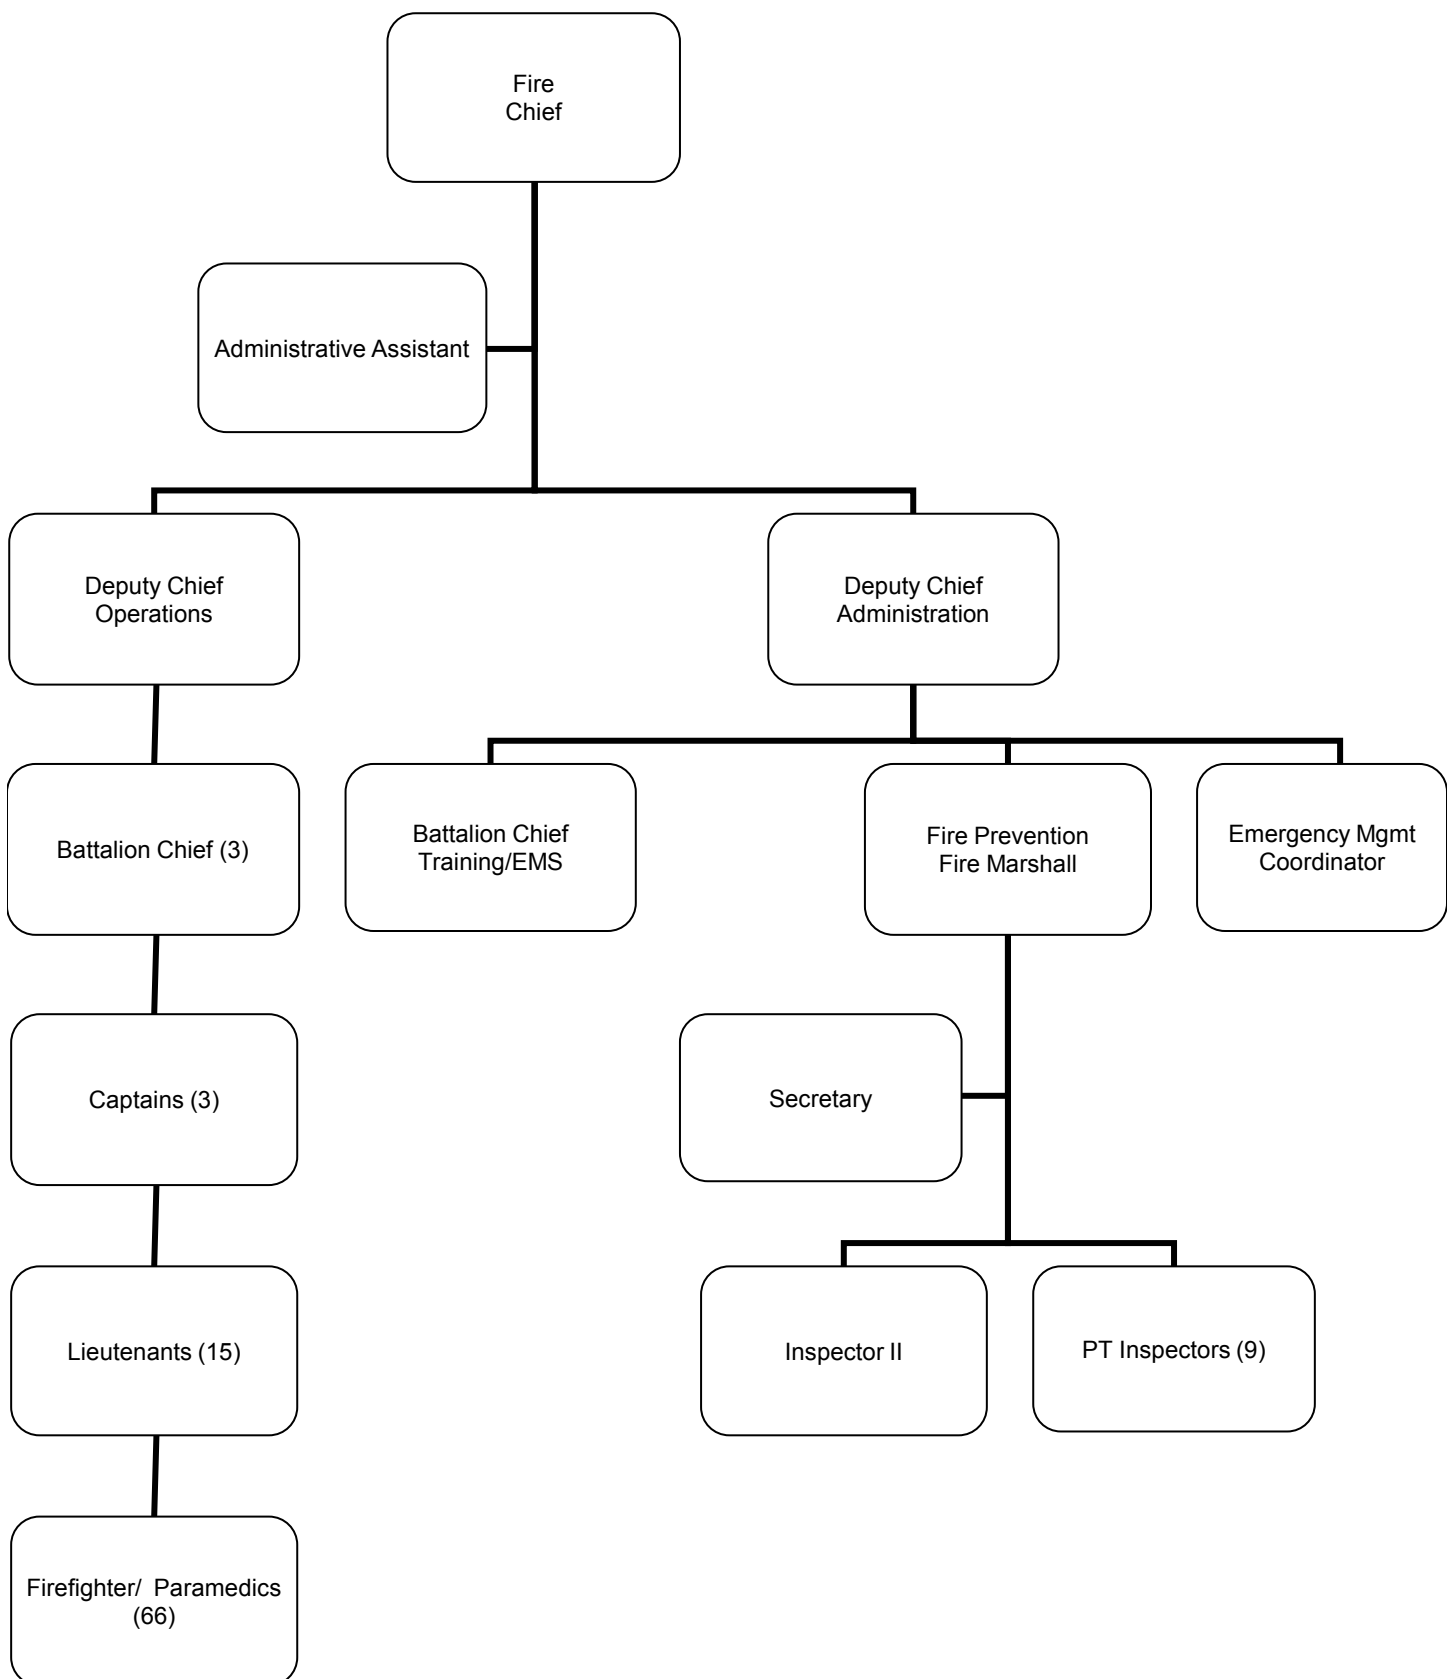 Fire
Chief
Administrative Assistant
Deputy Chief
Operations
Deputy Chief
Administration
Battalion Chief (3)
Battalion Chief
Training/EMS
Fire Prevention
Fire Marshall
Emergency Mgmt
Coordinator
Captains (3)
Secretary
Lieutenants (15)
Inspector II
PT Inspectors (9)
Firefighter/ Paramedics
(66)